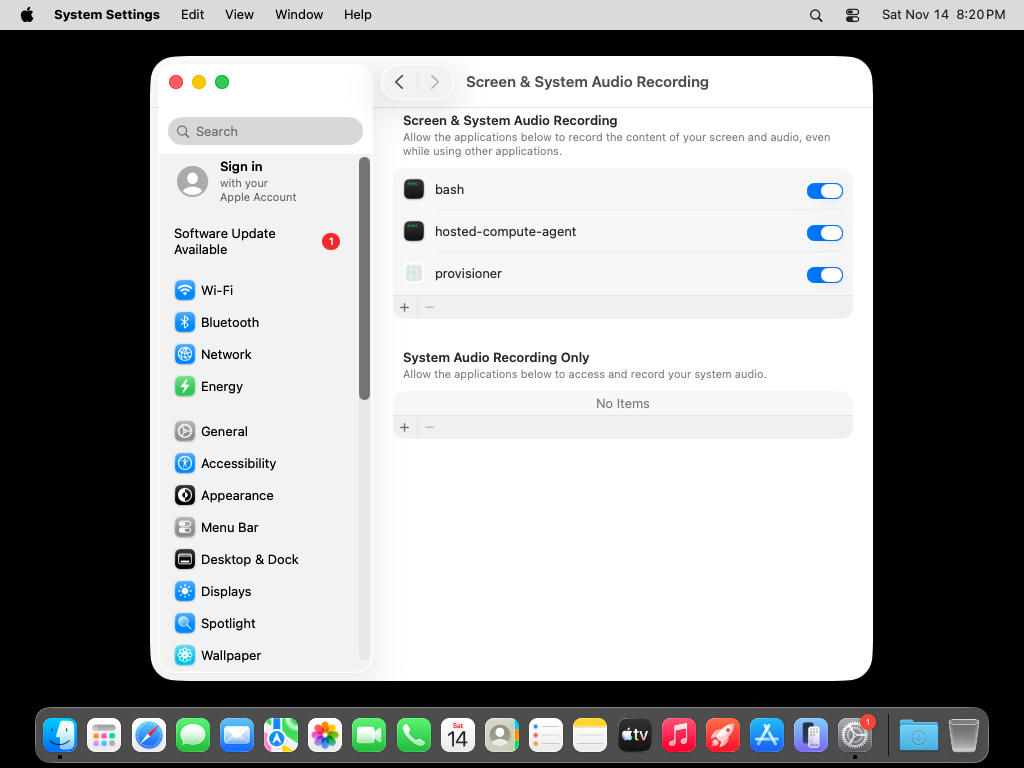 System Settings Edit View Window Help Sat Nov 14 8:20 PM
Screen & System Audio Recording
Search
Sign in
with your
Apple Account
Software Update
Available
1
Wi-Fi
Bluetooth
Network
Energy
General
Accessibility
Appearance
Menu Bar
Desktop & Dock
Displays
Spotlight
Wallpaper
Screen & System Audio Recording
Allow the applications below to record the content of your screen and audio, even
while using other applications.
bash
hosted-compute-agent
provisioner
+ −
System Audio Recording Only
Allow the applications below to access and record your system audio.
No Items
+ −
Sat
14
tv
1